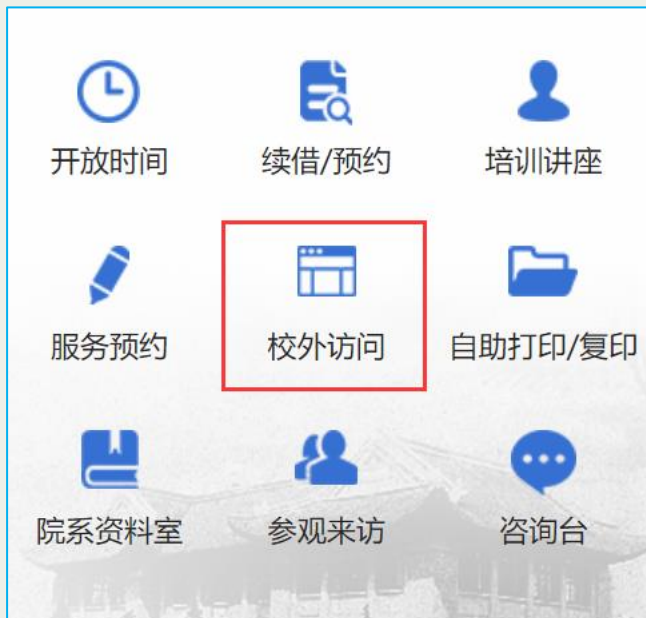 开放时间
续借/预约
培训讲座
服务预约
校外访问
自助打印/复印
院系资料室
参观来访
咨询台